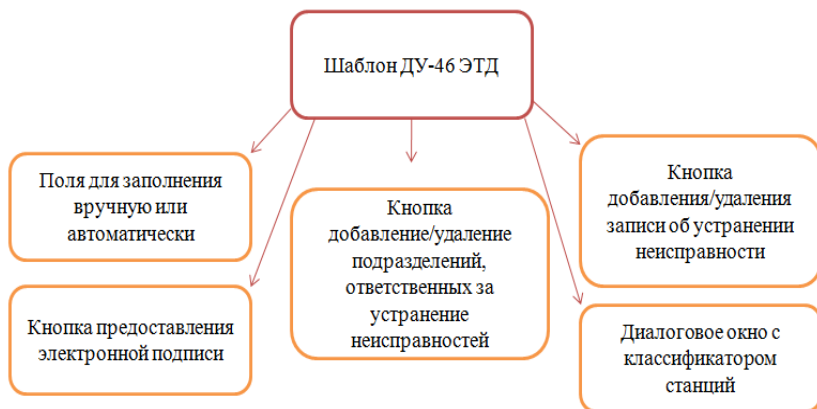 Шаблон ДУ-46 ЭТД
Поля для заполнения
вручную или
автоматически
Кнопка предоставления
электронной подписи
Кнопка
добавление/удаление
подразделений,
ответственных за
устранение
неисправностей
Кнопка
добавления/удаления
записи об устранении
неисправности
Диалоговое окно с
классификатором
станций